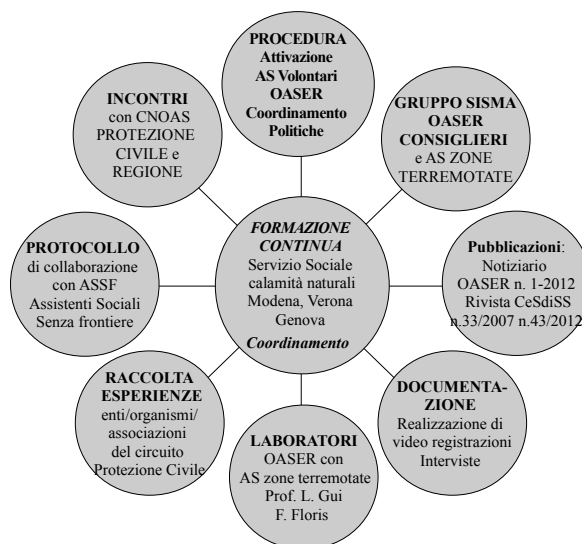 PROCEDURA
Attivazione
AS Volontari
OASER
Coordinamento
Politiche
GRUPPO SISMA
OASER
CONSIGLIERI
e AS ZONE
TERREMOTATE
Pubblicazioni:
Notiziario
OASER n. 1-2012
Rivista CeSdiSS
n.33/2007 n.43/2012
DOCUMENTA-
ZIONE
Realizzazione di
video registrazioni
Interviste
LABORATORI
OASER con
AS zone terremotate
Prof. L. Gui
F. Floris
RACCOLTA
ESPERIENZE
enti/organismi/
associazioni
del circuito
Protezione Civile
PROTOCOLLO
di collaborazione
con ASSF
Assistenti Sociali
Senza frontiere
INCONTRI
con CNOAS
PROTEZIONE
CIVILE e
REGIONE
FORMAZIONE
CONTINUA
Servizio Sociale
calamità naturali
Modena, Verona
Genova
Coordinamento